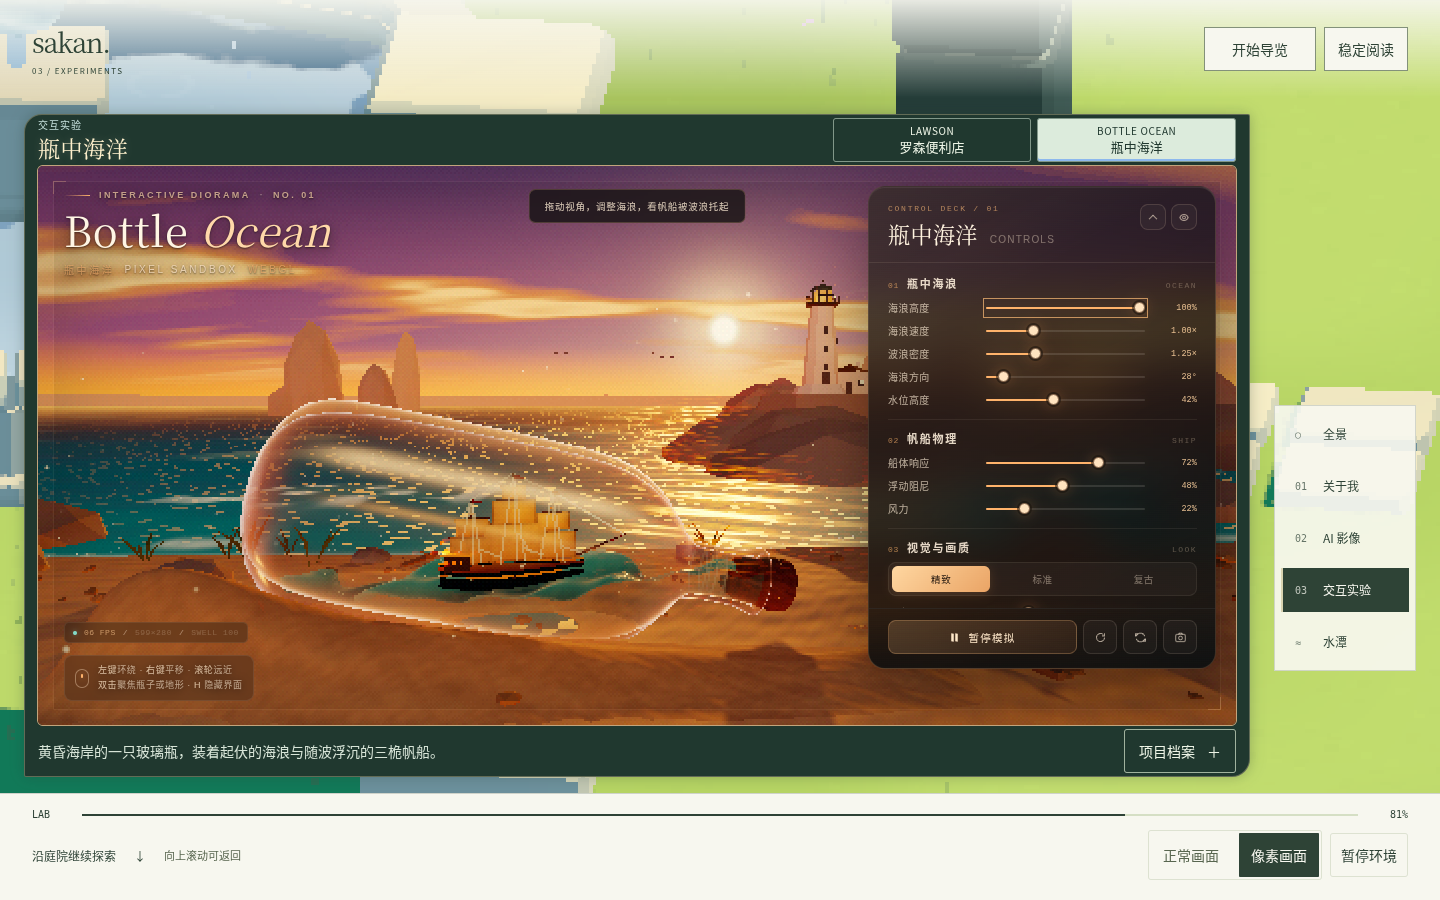 sakan.
03 / EXPERIMENTS
开始导览
稳定阅读
交互实验
瓶中海洋
LAWSON
罗森便利店
BOTTLE OCEAN
瓶中海洋
INTERACTIVE DIORAMA · NO. 01
Bottle Ocean
瓶中海洋 PIXEL SANDBOX WEBGL
拖动视角，调整海浪，看帆船被波浪托起
CONTROL DECK / 01
瓶中海洋 CONTROLS
01 瓶中海浪 OCEAN
海浪高度 100%
海浪速度 1.00×
波浪密度 1.25×
海浪方向 28°
水位高度 42%
02 帆船物理 SHIP
船体响应 72%
浮动阻尼 48%
风力 22%
03 视觉与画质 LOOK
精致 标准 复古
暂停模拟
06 FPS /
SWELL 100
左键环绕 · 右键平移 · 滚轮远近
双击聚焦瓶子或地形 · H 隐藏界面
全景
01 关于我
02 AI 影像
03 交互实验
≈ 水潭
黄昏海岸的一只玻璃瓶，装着起伏的海浪与随波浮沉的三桅帆船。
项目档案 +
LAB 81%
沿庭院继续探索 ↓ 向上滚动可返回
正常画面 像素画面 暂停环境